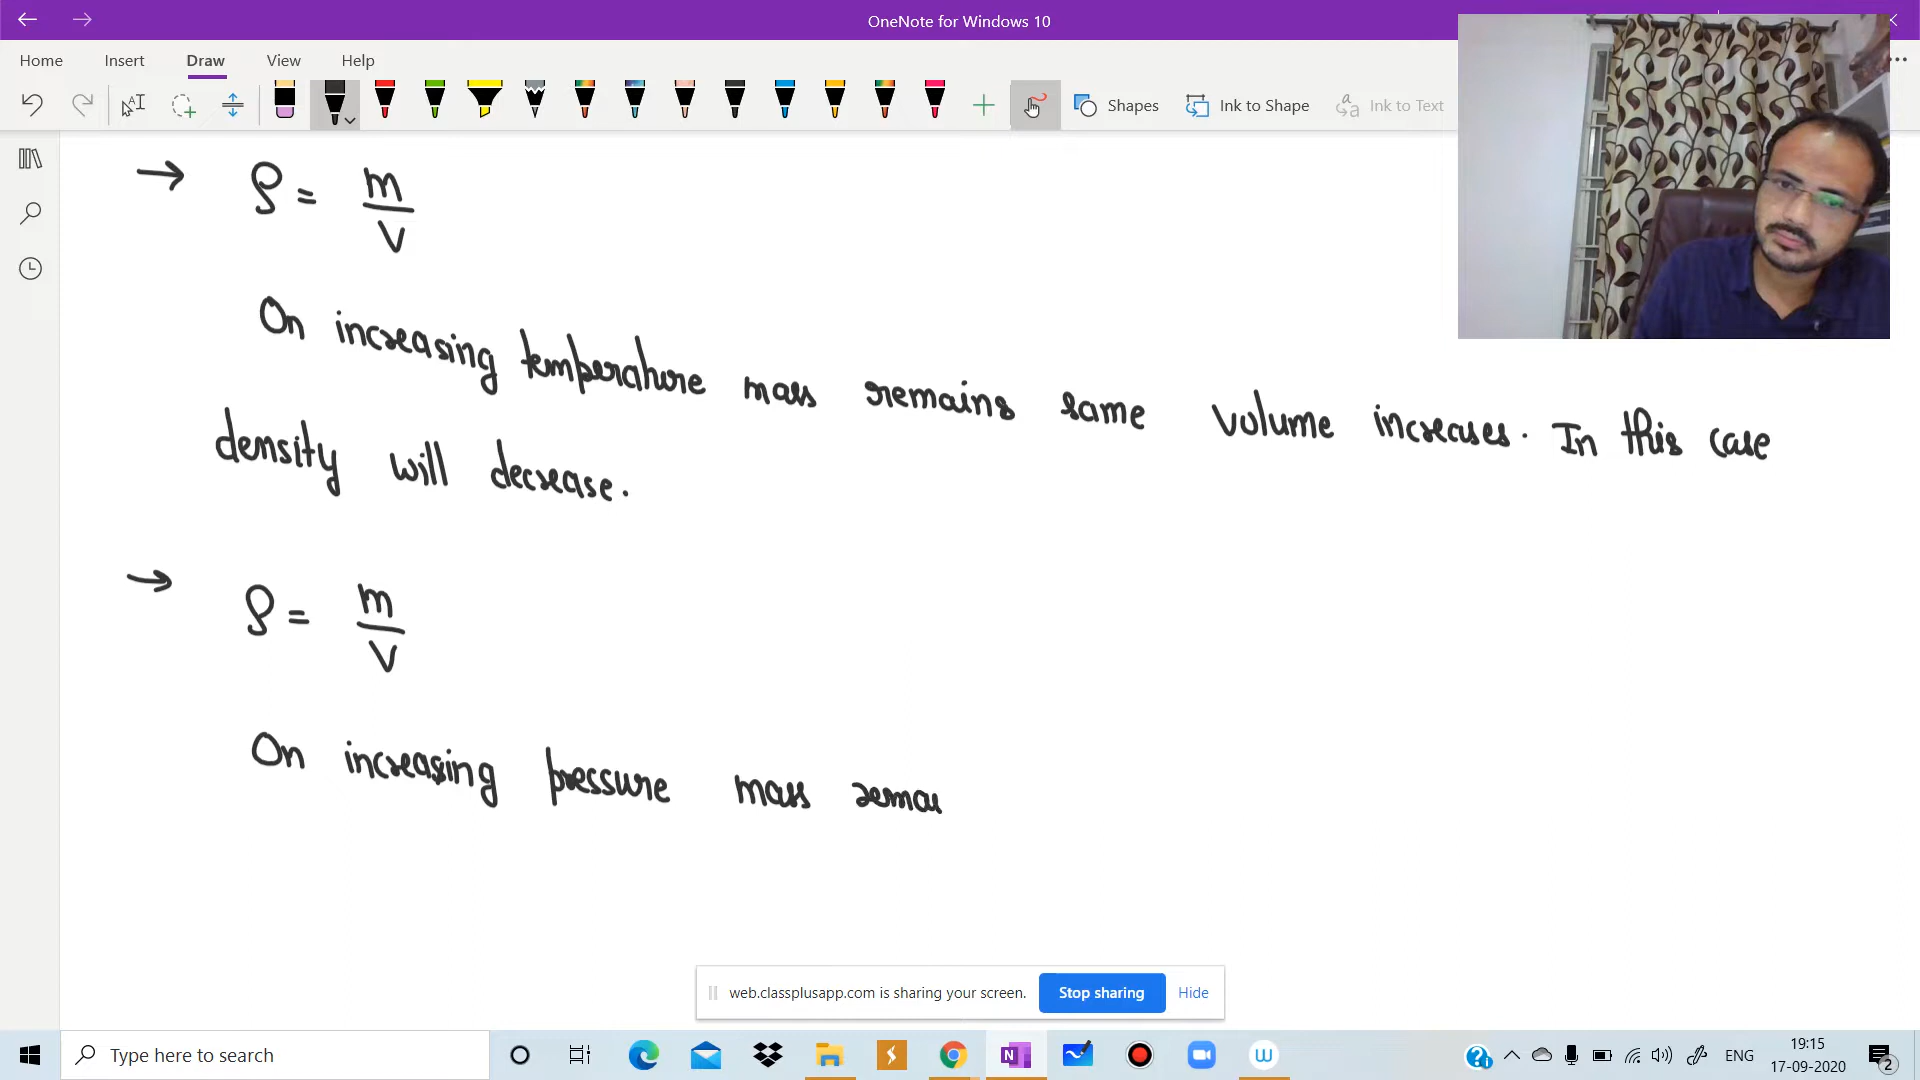 OneNote for Windows 10
Home Insert Draw View Help
Shapes Ink to Shape Ink to Text
→ ρ = m/V
On increasing temperature mass remains same volume increases. In this case
density will decrease.
→ ρ = m/V
On increasing pressure mass remai
web.classplusapp.com is sharing your screen. Stop sharing Hide
Type here to search
ENG
19:15
17-09-2020
2